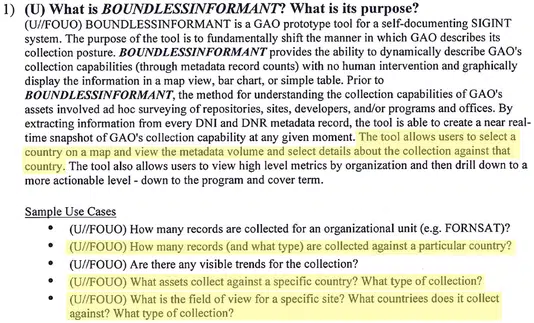 1) (U) What is BOUNDLESSINFORMANT? What is its purpose?
(U//FOUO) BOUNDLESSINFORMANT is a GAO prototype tool for a self-documenting SIGINT
system. The purpose of the tool is to fundamentally shift the manner in which GAO describes its
collection posture. BOUNDLESSINFORMANT provides the ability to dynamically describe GAO's
collection capabilities (through metadata record counts) with no human intervention and graphically
display the information in a map view, bar chart, or simple table. Prior to
BOUNDLESSINFORMANT, the method for understanding the collection capabilities of GAO's
assets involved ad hoc surveying of repositories, sites, developers, and/or programs and offices. By
extracting information from every DNI and DNR metadata record, the tool is able to create a near real-
time snapshot of GAO's collection capability at any given moment. The tool allows users to select a
country on a map and view the metadata volume and select details about the collection against that
country. The tool also allows users to view high level metrics by organization and then drill down to a
more actionable level - down to the program and cover term.
Sample Use Cases
• (U//FOUO) How many records are collected for an organizational unit (e.g. FORNSAT)?
• (U//FOUO) How many records (and what type) are collected against a particular country?
• (U//FOUO) Are there any visible trends for the collection?
• (U//FOUO) What assets collect against a specific country? What type of collection?
• (U//FOUO) What is the field of view for a specific site? What countriees does it collect
against? What type of collection?